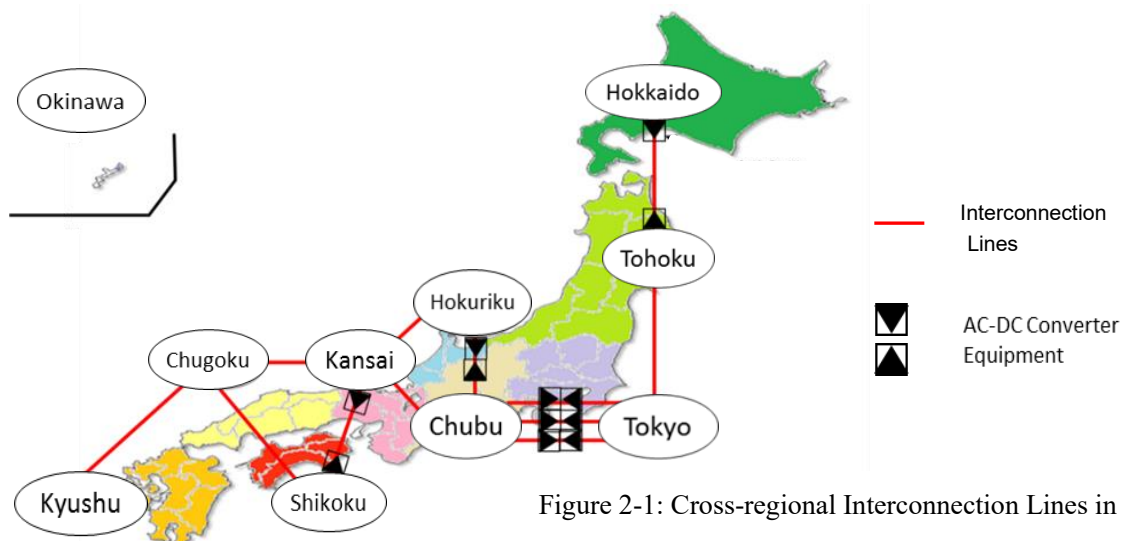 Okinawa
Hokkaido
Interconnection
Lines
Tohoku
Hokuriku
AC-DC Converter
Equipment
Chugoku
Kansai
Chubu
Tokyo
Kyushu
Shikoku
Figure 2-1: Cross-regional Interconnection Lines in